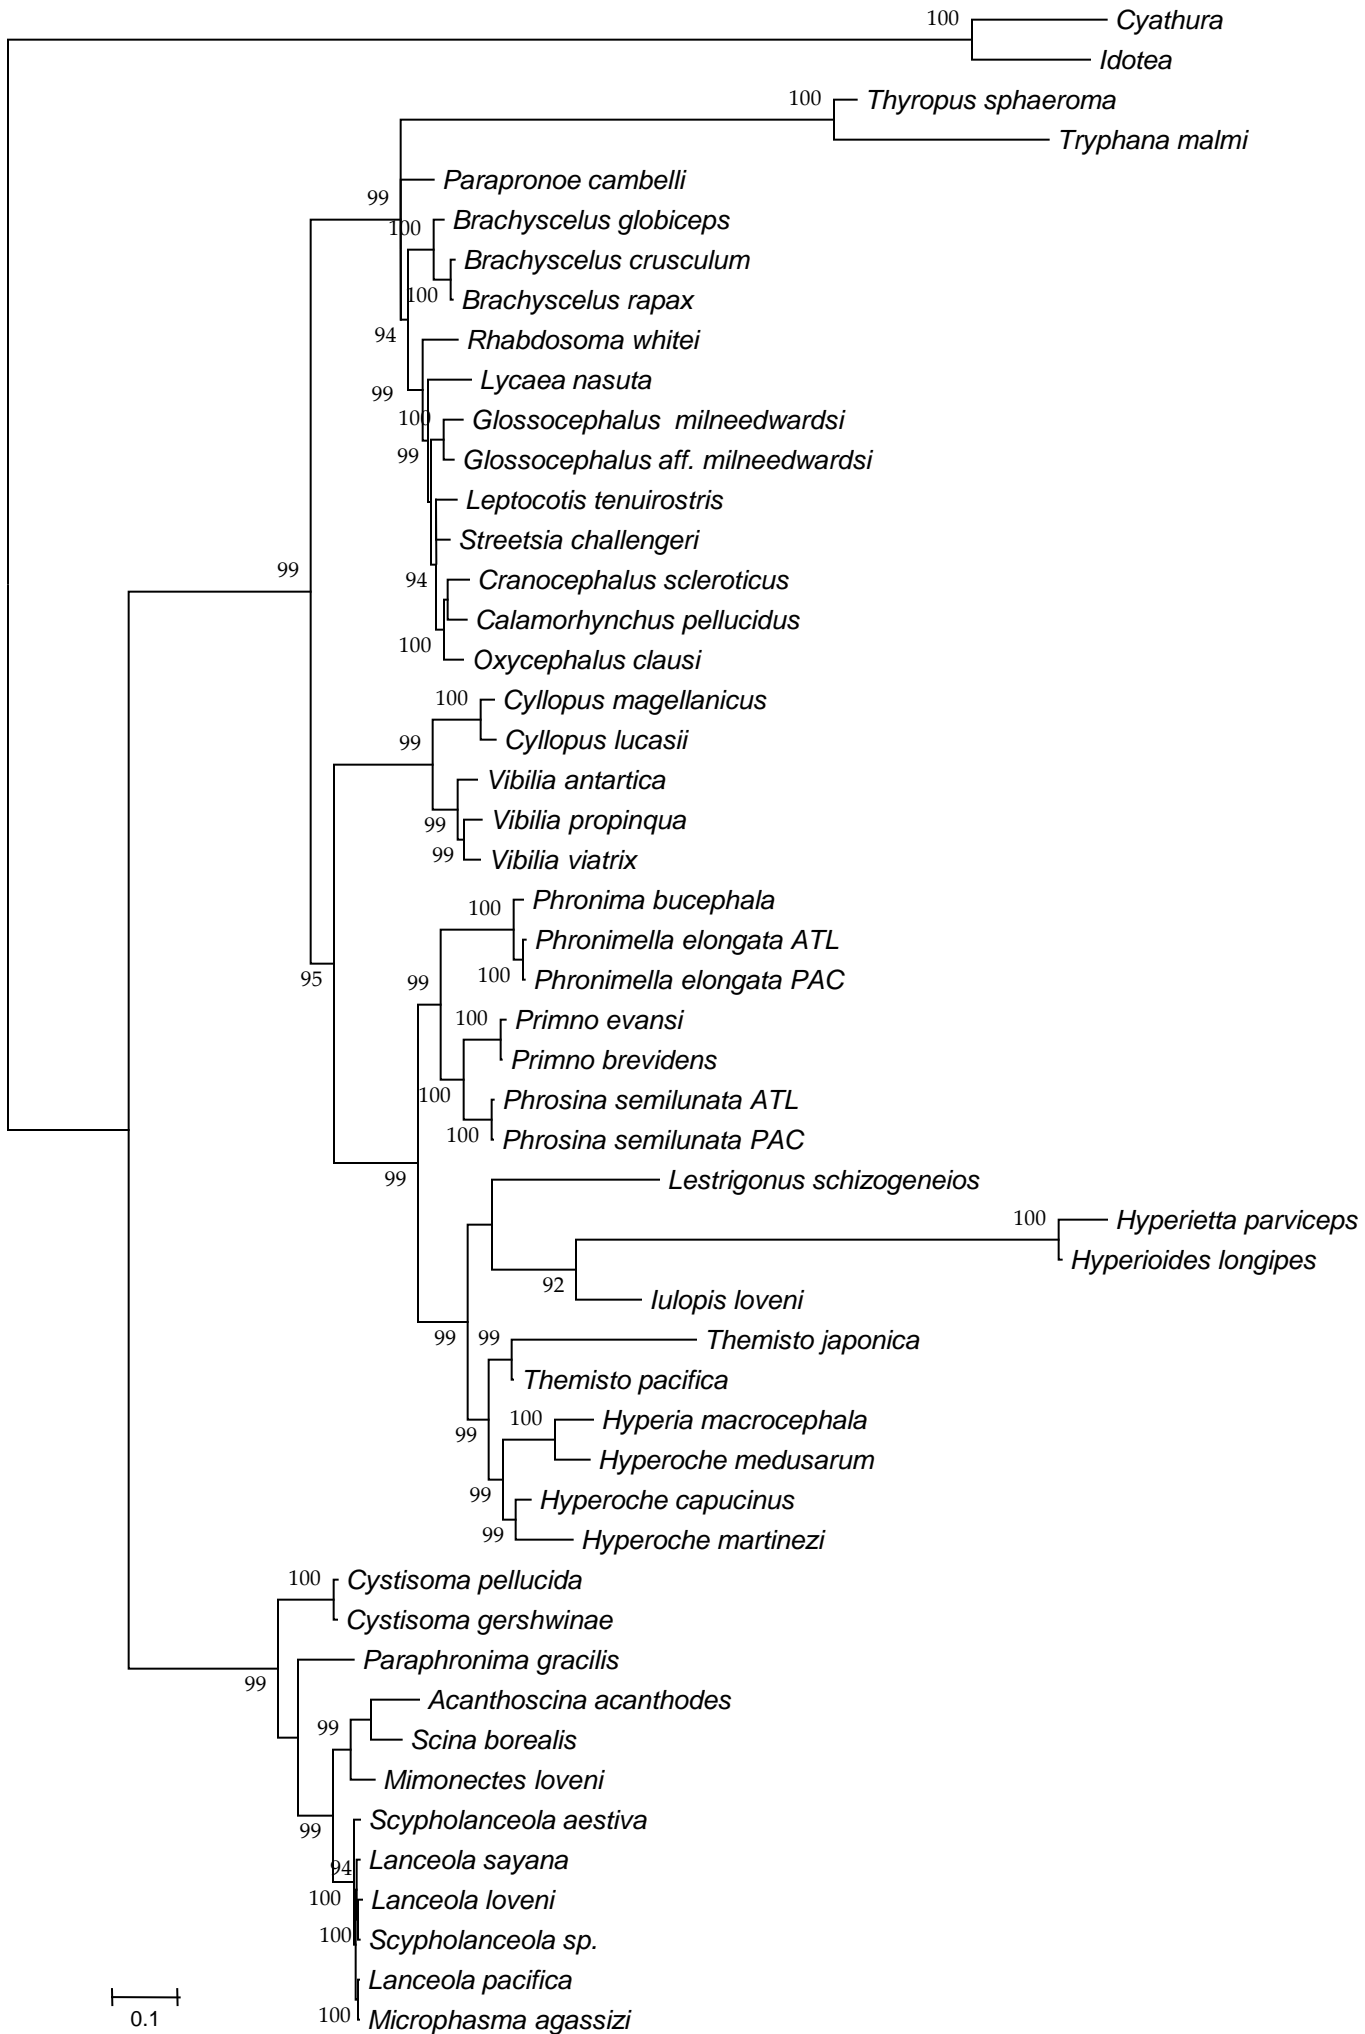 100 Cyathura
Idotea
100 Thyropus sphaeroma
Tryphana malmi
Parapronoe cambelli
99
100 Brachyscelus globiceps
Brachyscelus crusculum
100 Brachyscelus rapax
94 Rhabdosoma whitei
Lycaea nasuta
99
100 Glossocephalus milneedwardsi
99 Glossocephalus aff. milneedwardsi
Leptocotis tenuirostris
Streetsia challengeri
99
94 Cranocephalus scleroticus
Calamorhynchus pellucidus
100 Oxycephalus clausi
100 Cyllopus magellanicus
99 Cyllopus lucasii
Vibilia antartica
99 Vibilia propinqua
99 Vibilia viatrix
100 Phronima bucephala
Phronimella elongata ATL
95 99 100 Phronimella elongata PAC
100 Primno evansi
Primno brevidens
100 Phrosina semilunata ATL
100 Phrosina semilunata PAC
99 Lestrigonus schizogeneios
100 Hyperietta parviceps
Hyperioides longipes
92 Iulopis loveni
99 99 Themisto japonica
Themisto pacifica
100 Hyperia macrocephala
99 Hyperoche medusarum
99 Hyperoche capucinus
99 Hyperoche martinezi
100 Cystisoma pellucida
Cystisoma gershwinae
Paraphronima gracilis
99
Acanthoscina acanthodes
99 Scina borealis
Mimonectes loveni
99 Scypholanceola aestiva
94 Lanceola sayana
100 Lanceola loveni
100 Scypholanceola sp.
Lanceola pacifica
0.1 100 Microphasma agassizi